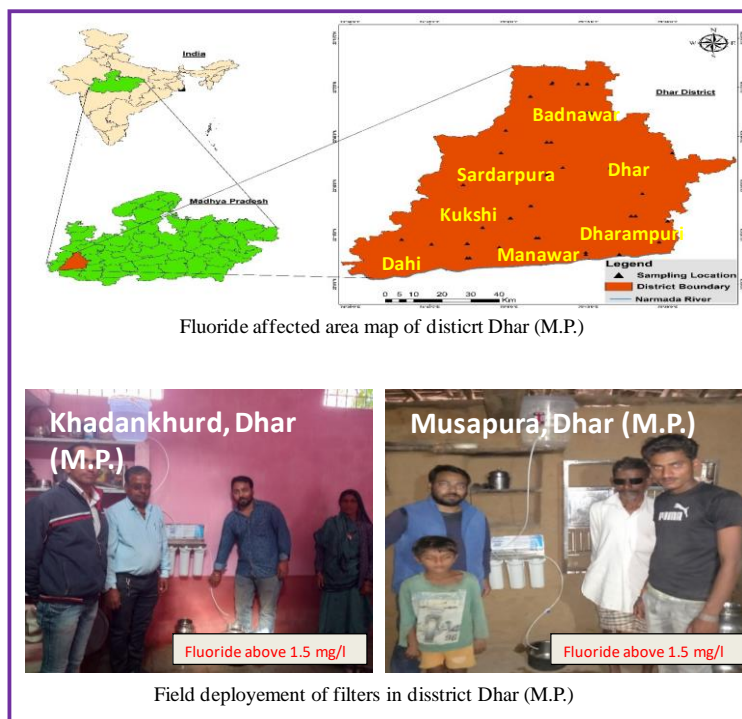 India
Dhar District
Badnawar
Sardarpura
Dhar
Madhya Pradesh
Kukshi
Dharampuri
Manawar
Dahi
Legend
Sampling Location
District Boundary
Narmada River
0 5 10 20 30 40
Km
Fluoride affected area map of disticrt Dhar (M.P.)
Khadankhurd, Dhar
(M.P.)
Fluoride above 1.5 mg/l
Musapura, Dhar (M.P.)
PUMA
Fluoride above 1.5 mg/l
Field deployement of filters in disstrict Dhar (M.P.)